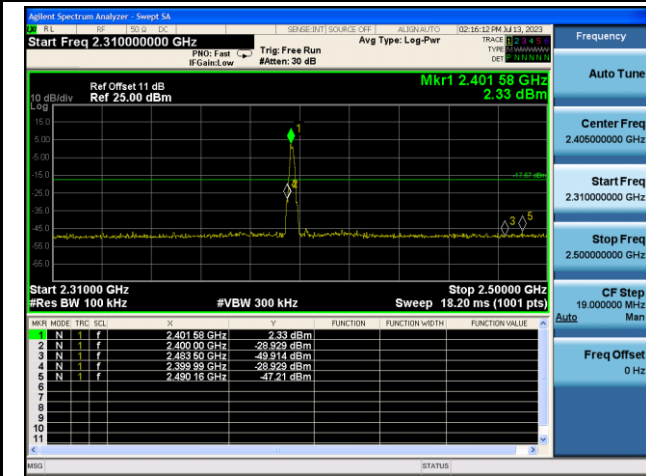 Agilent Spectrum Analyzer - Swept SA
RL RF 50 Ω DC SENSE:INT SOURCE OFF ALIGN AUTO 02:16:12 PM Jul 13, 2023
Start Freq 2.310000000 GHz Avg Type: Log-Pwr TRACE 1 2 3 4 5 6
PNO: Fast Trig: Free Run TYPE M
IFGain:Low #Atten: 30 dB DET P N N N N N
Ref Offset 11 dB Mkr1 2.401 58 GHz
10 dB/div Ref 25.00 dBm 2.33 dBm
Log
15.0
5.00
-5.00
-15.0
-17.67 dBm
-25.0
-35.0
-45.0
-55.0
-65.0
1
3
5
Start 2.31000 GHz Stop 2.50000 GHz
#Res BW 100 kHz #VBW 300 kHz Sweep 18.20 ms (1001 pts)
MKR MODE TRC SCL X Y FUNCTION FUNCTION WIDTH FUNCTION VALUE
1 N 1 f 2.401 58 GHz 2.33 dBm
2 N 1 f 2.400 00 GHz -28.929 dBm
3 N 1 f 2.483 50 GHz -49.914 dBm
4 N 1 f 2.399 99 GHz -28.929 dBm
5 N 1 f 2.490 16 GHz -47.21 dBm
6
7
8
9
10
11
MSG STATUS
Frequency
Auto Tune
Center Freq
2.405000000 GHz
Start Freq
2.310000000 GHz
Stop Freq
2.500000000 GHz
CF Step
19.000000 MHz
Auto Man
Freq Offset
0 Hz